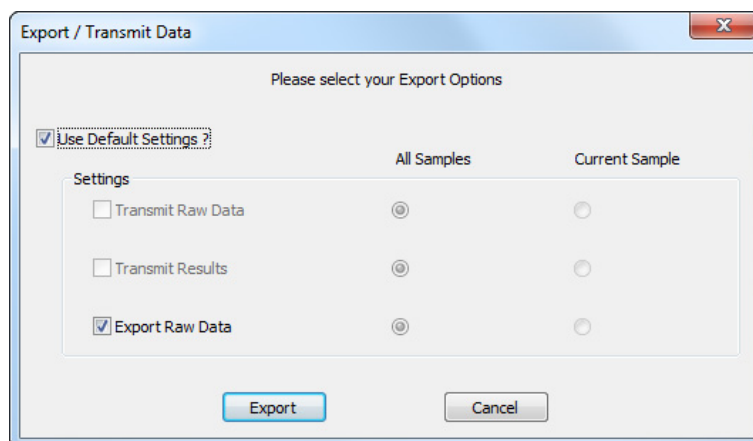 Export / Transmit Data
Please select your Export Options
Use Default Settings ?
All Samples Current Sample
Settings
Transmit Raw Data
Transmit Results
Export Raw Data
Export Cancel